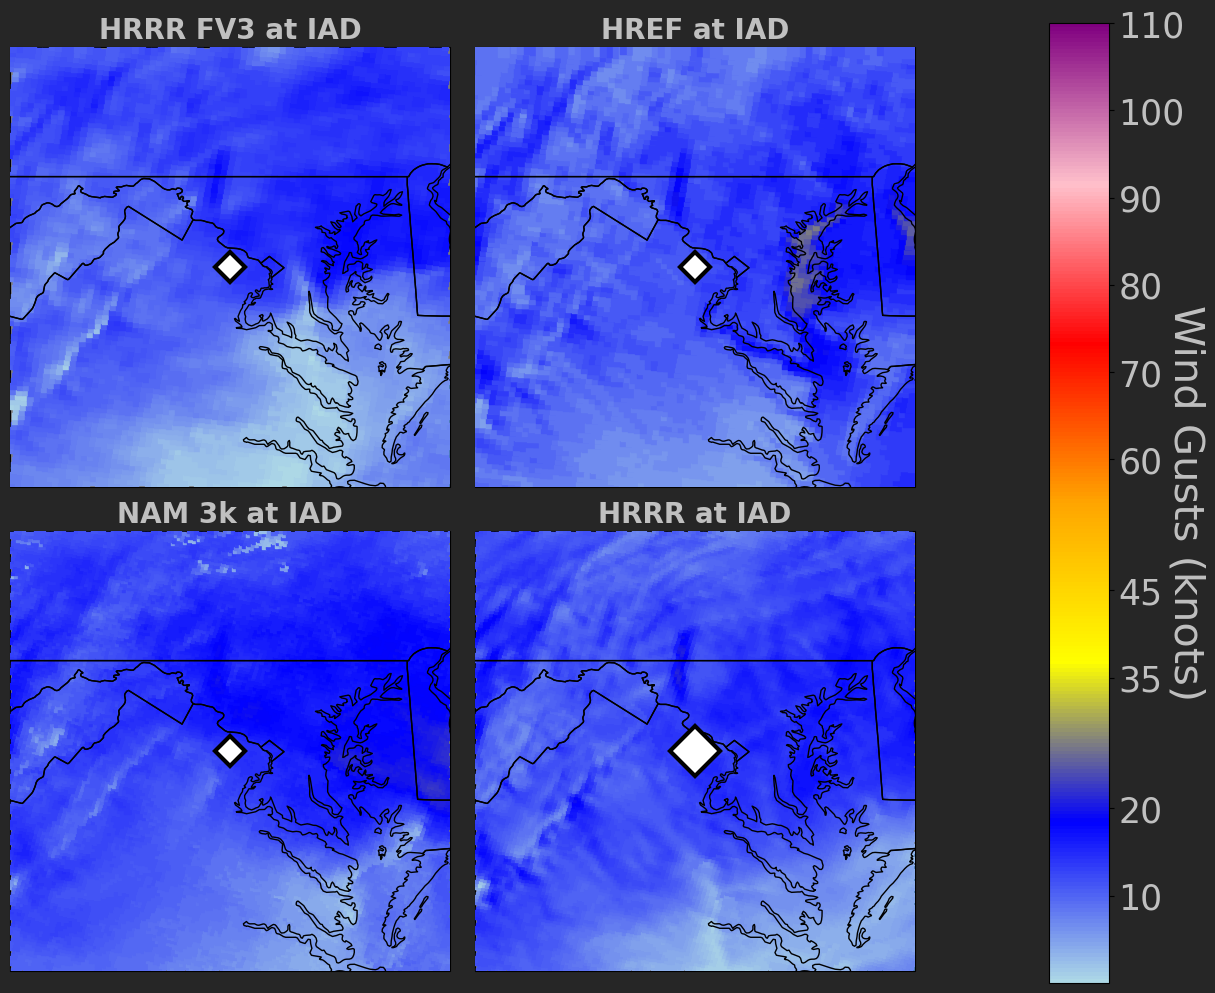 HRRR FV3 at IAD
HREF at IAD
NAM 3k at IAD
HRRR at IAD
110
100
90
80
70
60
45
35
20
10
Wind Gusts (knots)